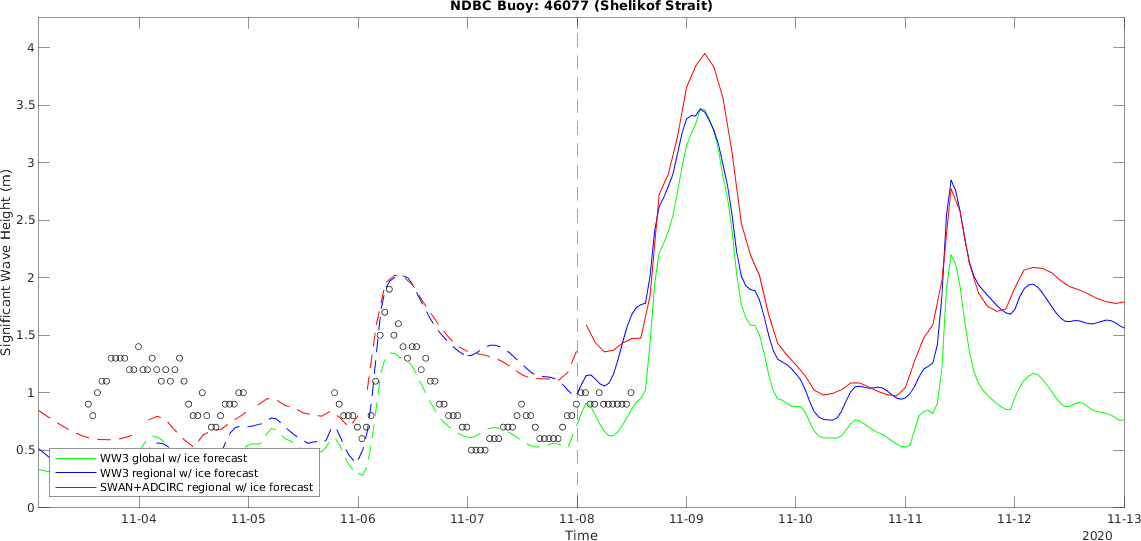 NDBC Buoy: 46077 (Shelikof Strait)
Significant Wave Height (m)
4
3.5
3
2.5
2
1.5
1
0.5
0
WW3 global w/ ice forecast
WW3 regional w/ ice forecast
SWAN+ADCIRC regional w/ ice forecast
11-04 11-05 11-06 11-07 11-08 11-09 11-10 11-11 11-12 11-13
Time
2020